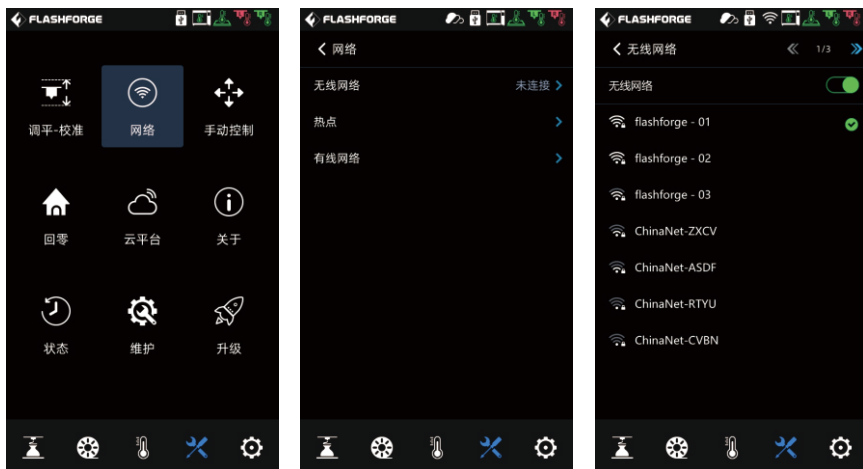 FLASHFORGE
调平-校准
网络
手动控制
回零
云平台
关于
状态
维护
升级
FLASHFORGE
网络
无线网络 未连接
热点
有线网络
FLASHFORGE
无线网络 1/3
无线网络
flashforge - 01
flashforge - 02
flashforge - 03
ChinaNet-ZXCV
ChinaNet-ASDF
ChinaNet-RTYU
ChinaNet-CVBN